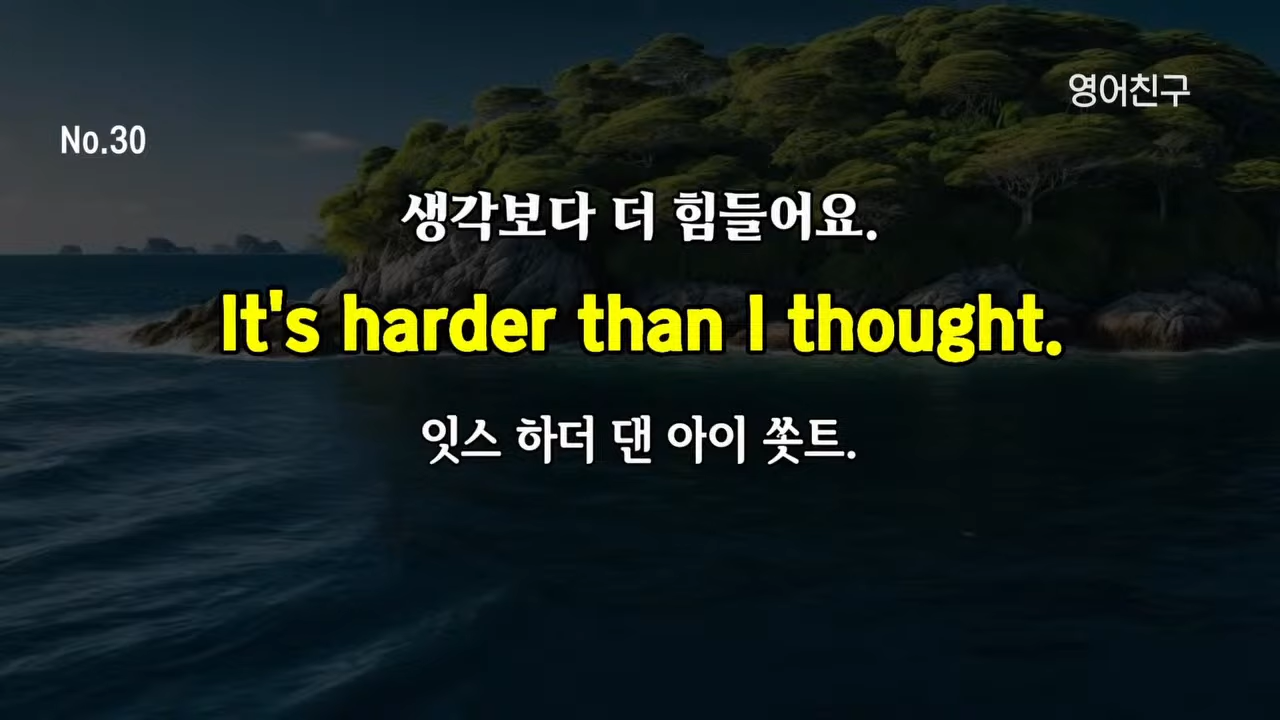 영어친구
No.30
생각보다 더 힘들어요.
It's harder than I thought.
잇스 하더 댄 아이 쏫트.